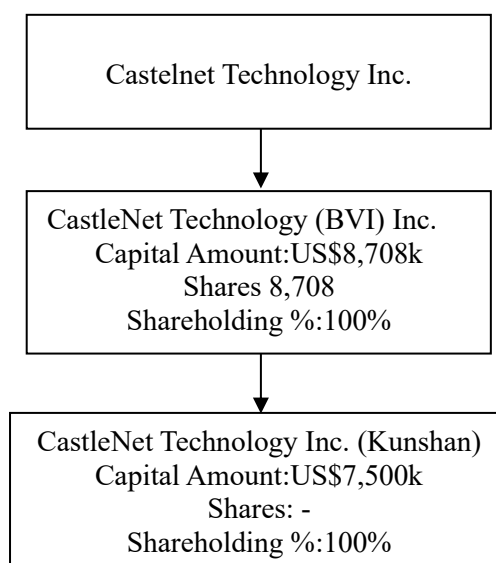 Castelnet Technology Inc.
CastleNet Technology (BVI) Inc.
Capital Amount:US$8,708k
Shares 8,708
Shareholding %:100%
CastleNet Technology Inc. (Kunshan)
Capital Amount:US$7,500k
Shares: -
Shareholding %:100%